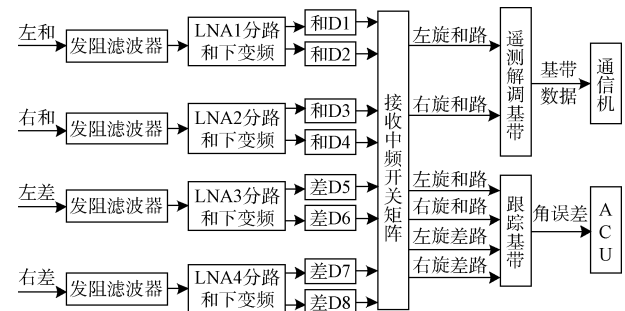 左和
发阻滤波器
LNA1分路
和下变频
和D1
和D2
右和
发阻滤波器
LNA2分路
和下变频
和D3
和D4
左差
发阻滤波器
LNA3分路
和下变频
差D5
差D6
右差
发阻滤波器
LNA4分路
和下变频
差D7
差D8
接收中频开关矩阵
左旋和路
右旋和路
遥测解调基带
基带
数据
通信机
左旋和路
右旋和路
左旋差路
右旋差路
跟踪基带
角误差
ACU